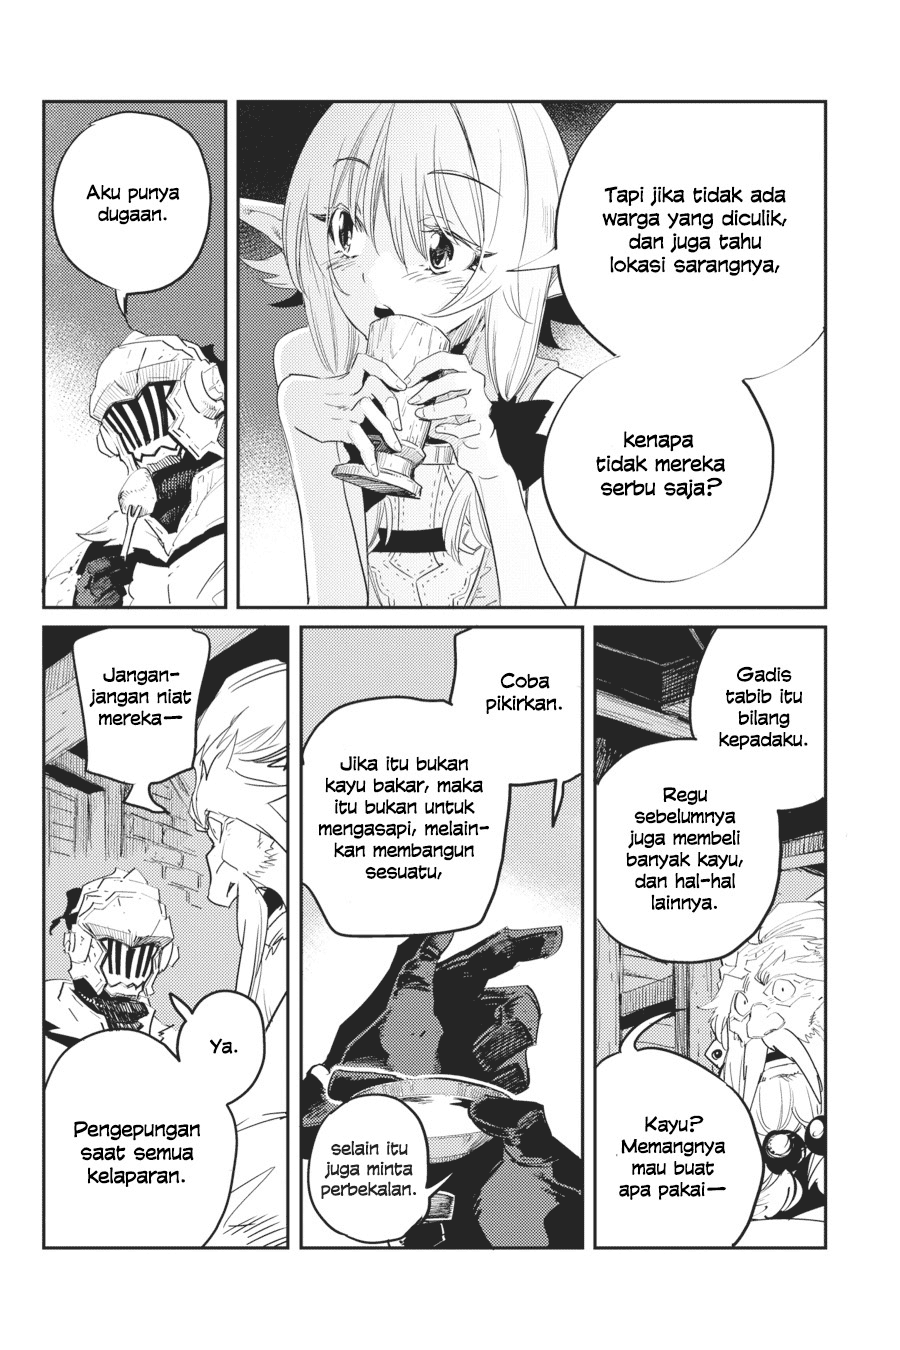 Tapi jika tidak ada
warga yang diculik,
dan juga tahu
lokasi sarangnya,
kenapa
tidak mereka
serbu saja?
Aku punya
dugaan.
Gadis
tabib itu
bilang
kepadaku.
Regu
sebelumnya
juga membeli
banyak kayu,
dan hal-hal
lainnya.
Kayu?
Memangnya
mau buat
apa pakai—
Coba
pikirkan.
Jika itu bukan
kayu bakar, maka
itu bukan untuk
mengasapi, melain-
kan membangun
sesuatu,
selain itu
juga minta
perbekalan.
Jangan-
jangan niat
mereka—
Ya.
Pengepungan
saat semua
kelaparan.